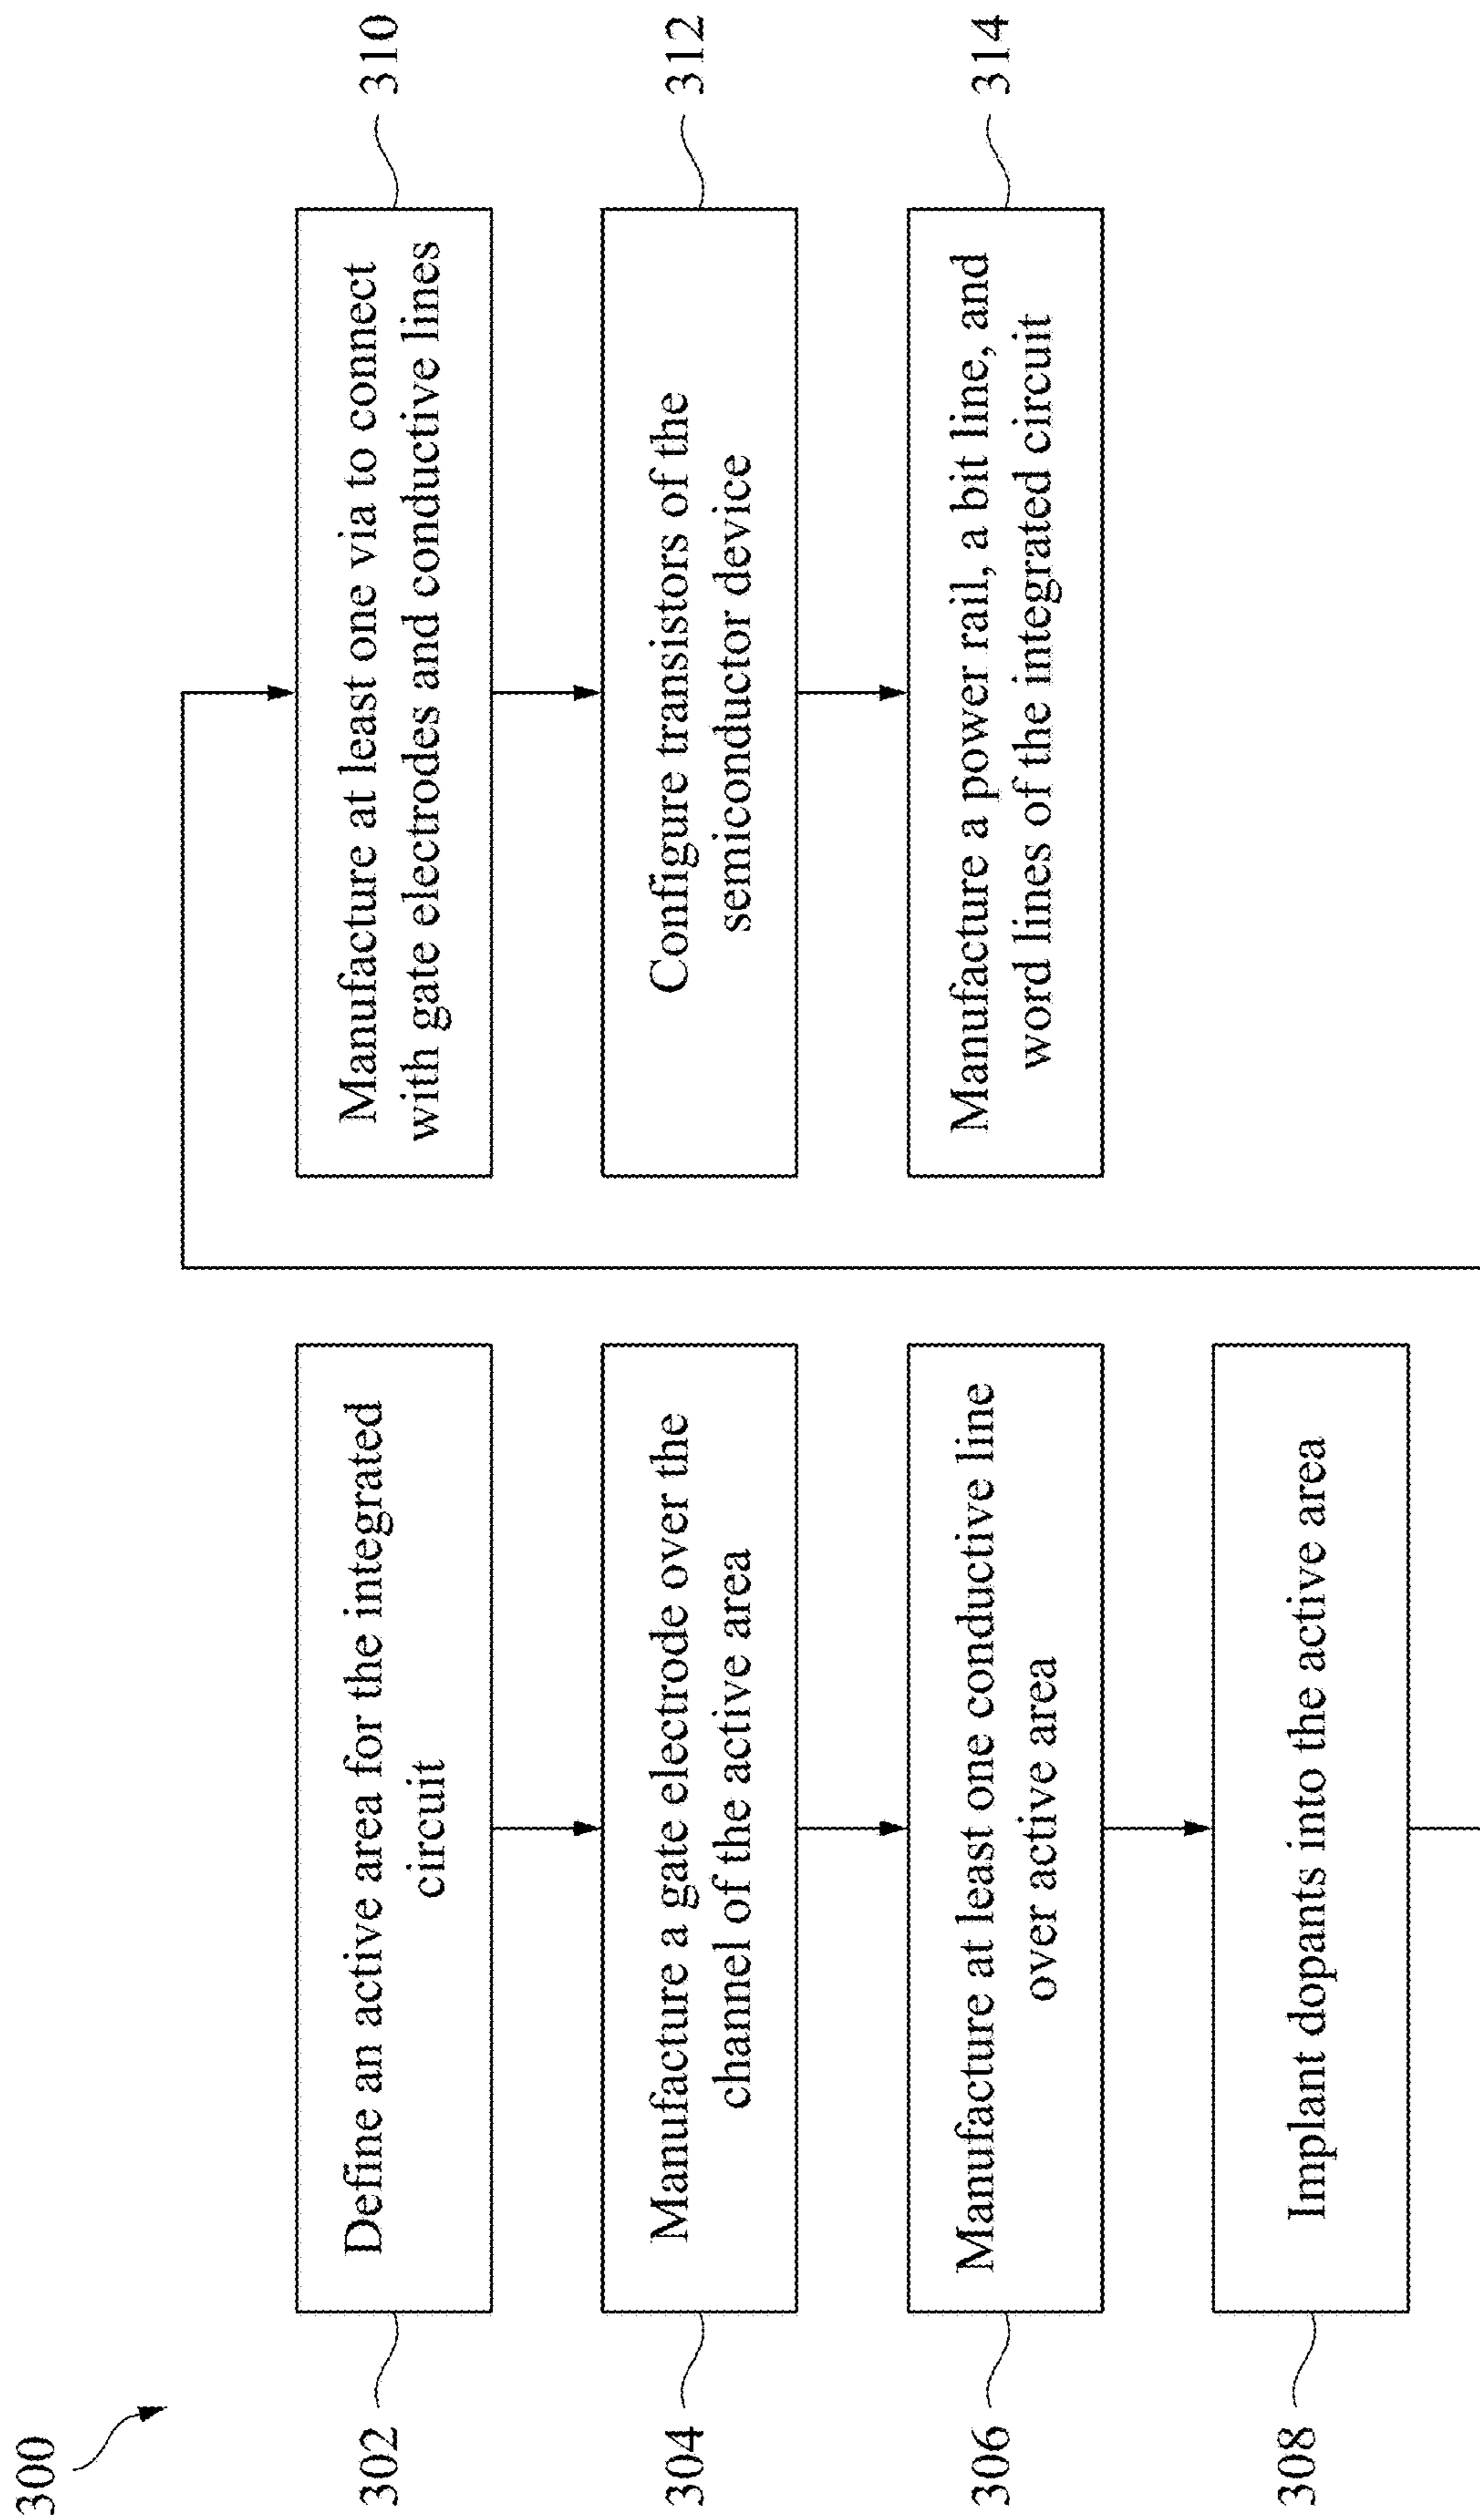 300
302
Define an active area for the integrated
circuit
304
Manufacture a gate electrode over the
channel of the active area
306
Manufacture at least one conductive line
over active area
308
Implant dopants into the active area
310
Manufacture at least one via to connect
with gate electrodes and conductive lines
312
Configure transistors of the
semiconductor device
314
Manufacture a power rail, a bit line, and
word lines of the integrated circuit